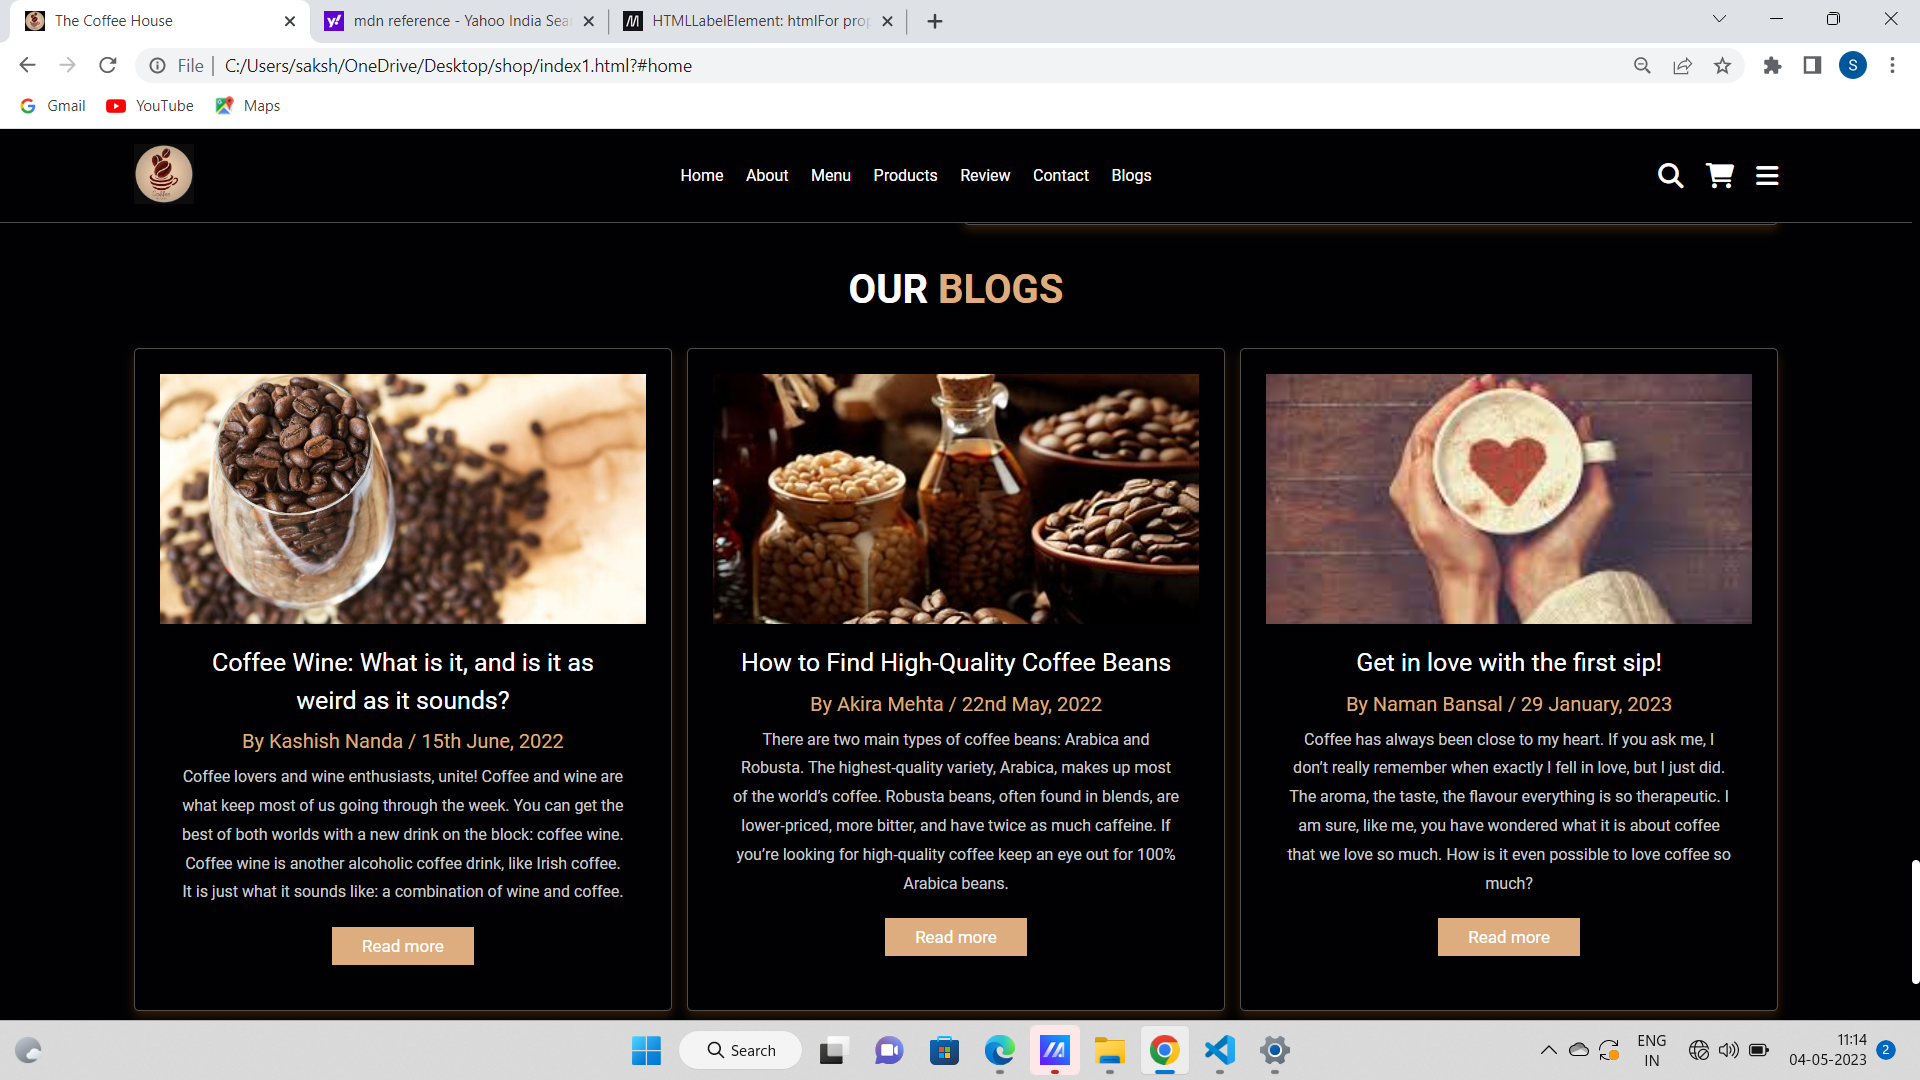 The Coffee House
mdn reference - Yahoo India Sea
HTMLLabelElement: htmlFor prop
File
C:/Users/saksh/OneDrive/Desktop/shop/index1.html?#home
S
Gmail
YouTube
Maps
Home About Menu Products Review Contact Blogs
OUR BLOGS
Coffee Wine: What is it, and is it as
weird as it sounds?
By Kashish Nanda / 15th June, 2022
Coffee lovers and wine enthusiasts, unite! Coffee and wine are
what keep most of us going through the week. You can get the
best of both worlds with a new drink on the block: coffee wine.
Coffee wine is another alcoholic coffee drink, like Irish coffee.
It is just what it sounds like: a combination of wine and coffee.
Read more
How to Find High-Quality Coffee Beans
By Akira Mehta / 22nd May, 2022
There are two main types of coffee beans: Arabica and
Robusta. The highest-quality variety, Arabica, makes up most
of the world’s coffee. Robusta beans, often found in blends, are
lower-priced, more bitter, and have twice as much caffeine. If
you’re looking for high-quality coffee keep an eye out for 100%
Arabica beans.
Read more
Get in love with the first sip!
By Naman Bansal / 29 January, 2023
Coffee has always been close to my heart. If you ask me, I
don’t really remember when exactly I fell in love, but I just did.
The aroma, the taste, the flavour everything is so therapeutic. I
am sure, like me, you have wondered what it is about coffee
that we love so much. How is it even possible to love coffee so
much?
Read more
Search
ENG
IN
11:14
04-05-2023
2